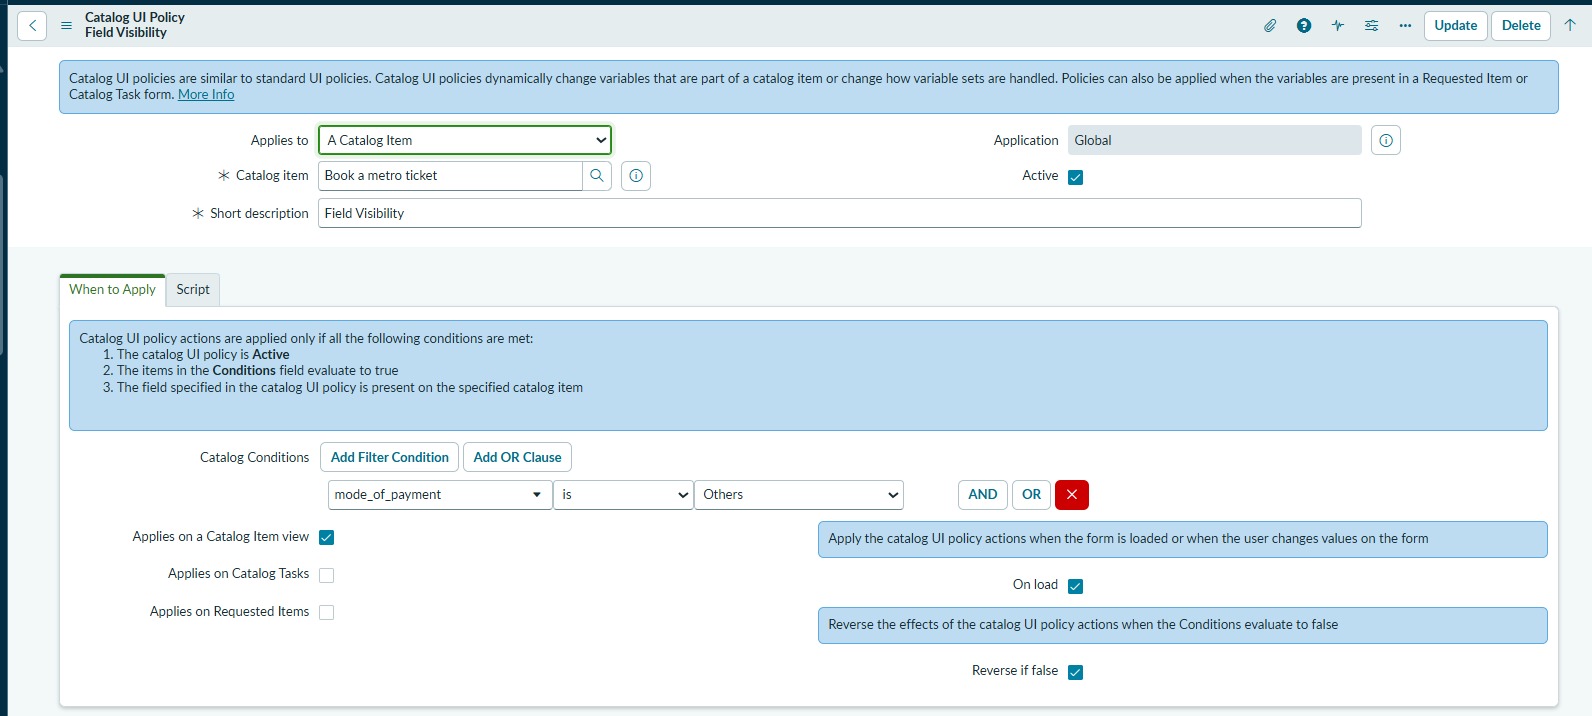 Catalog UI Policy
Field Visibility
Update
Delete
Catalog UI policies are similar to standard UI policies. Catalog UI policies dynamically change variables that are part of a catalog item or change how variable sets are handled. Policies can also be applied when the variables are present in a Requested Item or
Catalog Task form. More Info
Applies to A Catalog Item
Application Global
Catalog item Book a metro ticket
Active
Short description Field Visibility
When to Apply
Script
Catalog UI policy actions are applied only if all the following conditions are met:
1. The catalog UI policy is Active
2. The items in the Conditions field evaluate to true
3. The field specified in the catalog UI policy is present on the specified catalog item
Catalog Conditions Add Filter Condition Add OR Clause
mode_of_payment is Others AND OR
Applies on a Catalog Item view
Apply the catalog UI policy actions when the form is loaded or when the user changes values on the form
Applies on Catalog Tasks
On load
Applies on Requested Items
Reverse the effects of the catalog UI policy actions when the Conditions evaluate to false
Reverse if false